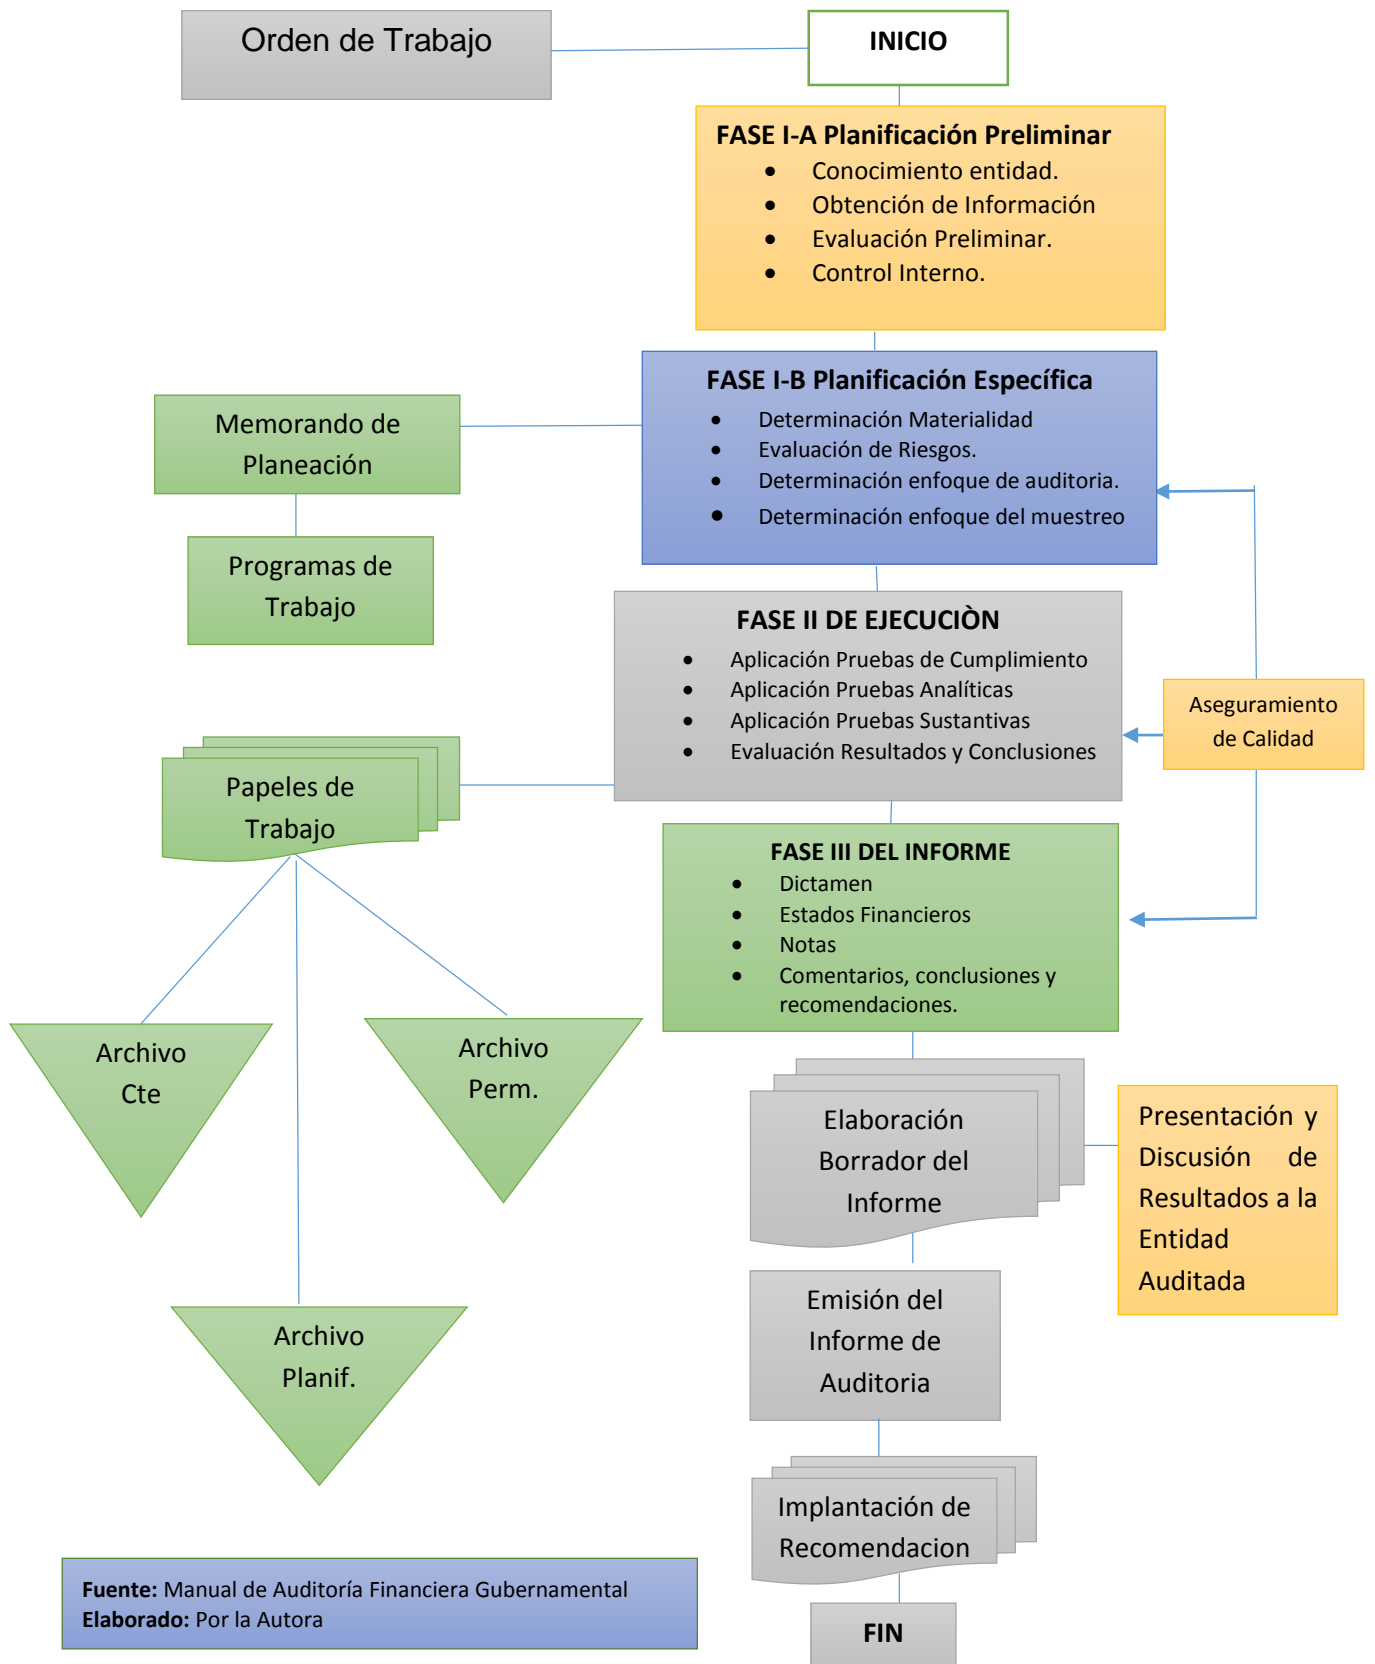 Orden de Trabajo
INICIO
FASE I-A Planificación Preliminar
• Conocimiento entidad.
• Obtención de Información
• Evaluación Preliminar.
• Control Interno.
FASE I-B Planificación Específica
• Determinación Materialidad
• Evaluación de Riesgos.
• Determinación enfoque de auditoria.
• Determinación enfoque del muestreo
Memorando de
Planeación
Programas de
Trabajo
FASE II DE EJECUCIÒN
• Aplicación Pruebas de Cumplimiento
• Aplicación Pruebas Analíticas
• Aplicación Pruebas Sustantivas
• Evaluación Resultados y Conclusiones
Aseguramiento
de Calidad
Papeles de
Trabajo
FASE III DEL INFORME
• Dictamen
• Estados Financieros
• Notas
• Comentarios, conclusiones y
recomendaciones.
Archivo
Cte
Archivo
Perm.
Archivo
Planif.
Elaboración
Borrador del
Informe
Presentación y
Discusión de
Resultados a la
Entidad
Auditada
Emisión del
Informe de
Auditoria
Implantación de
Recomendacion
FIN
Fuente: Manual de Auditoría Financiera Gubernamental
Elaborado: Por la Autora